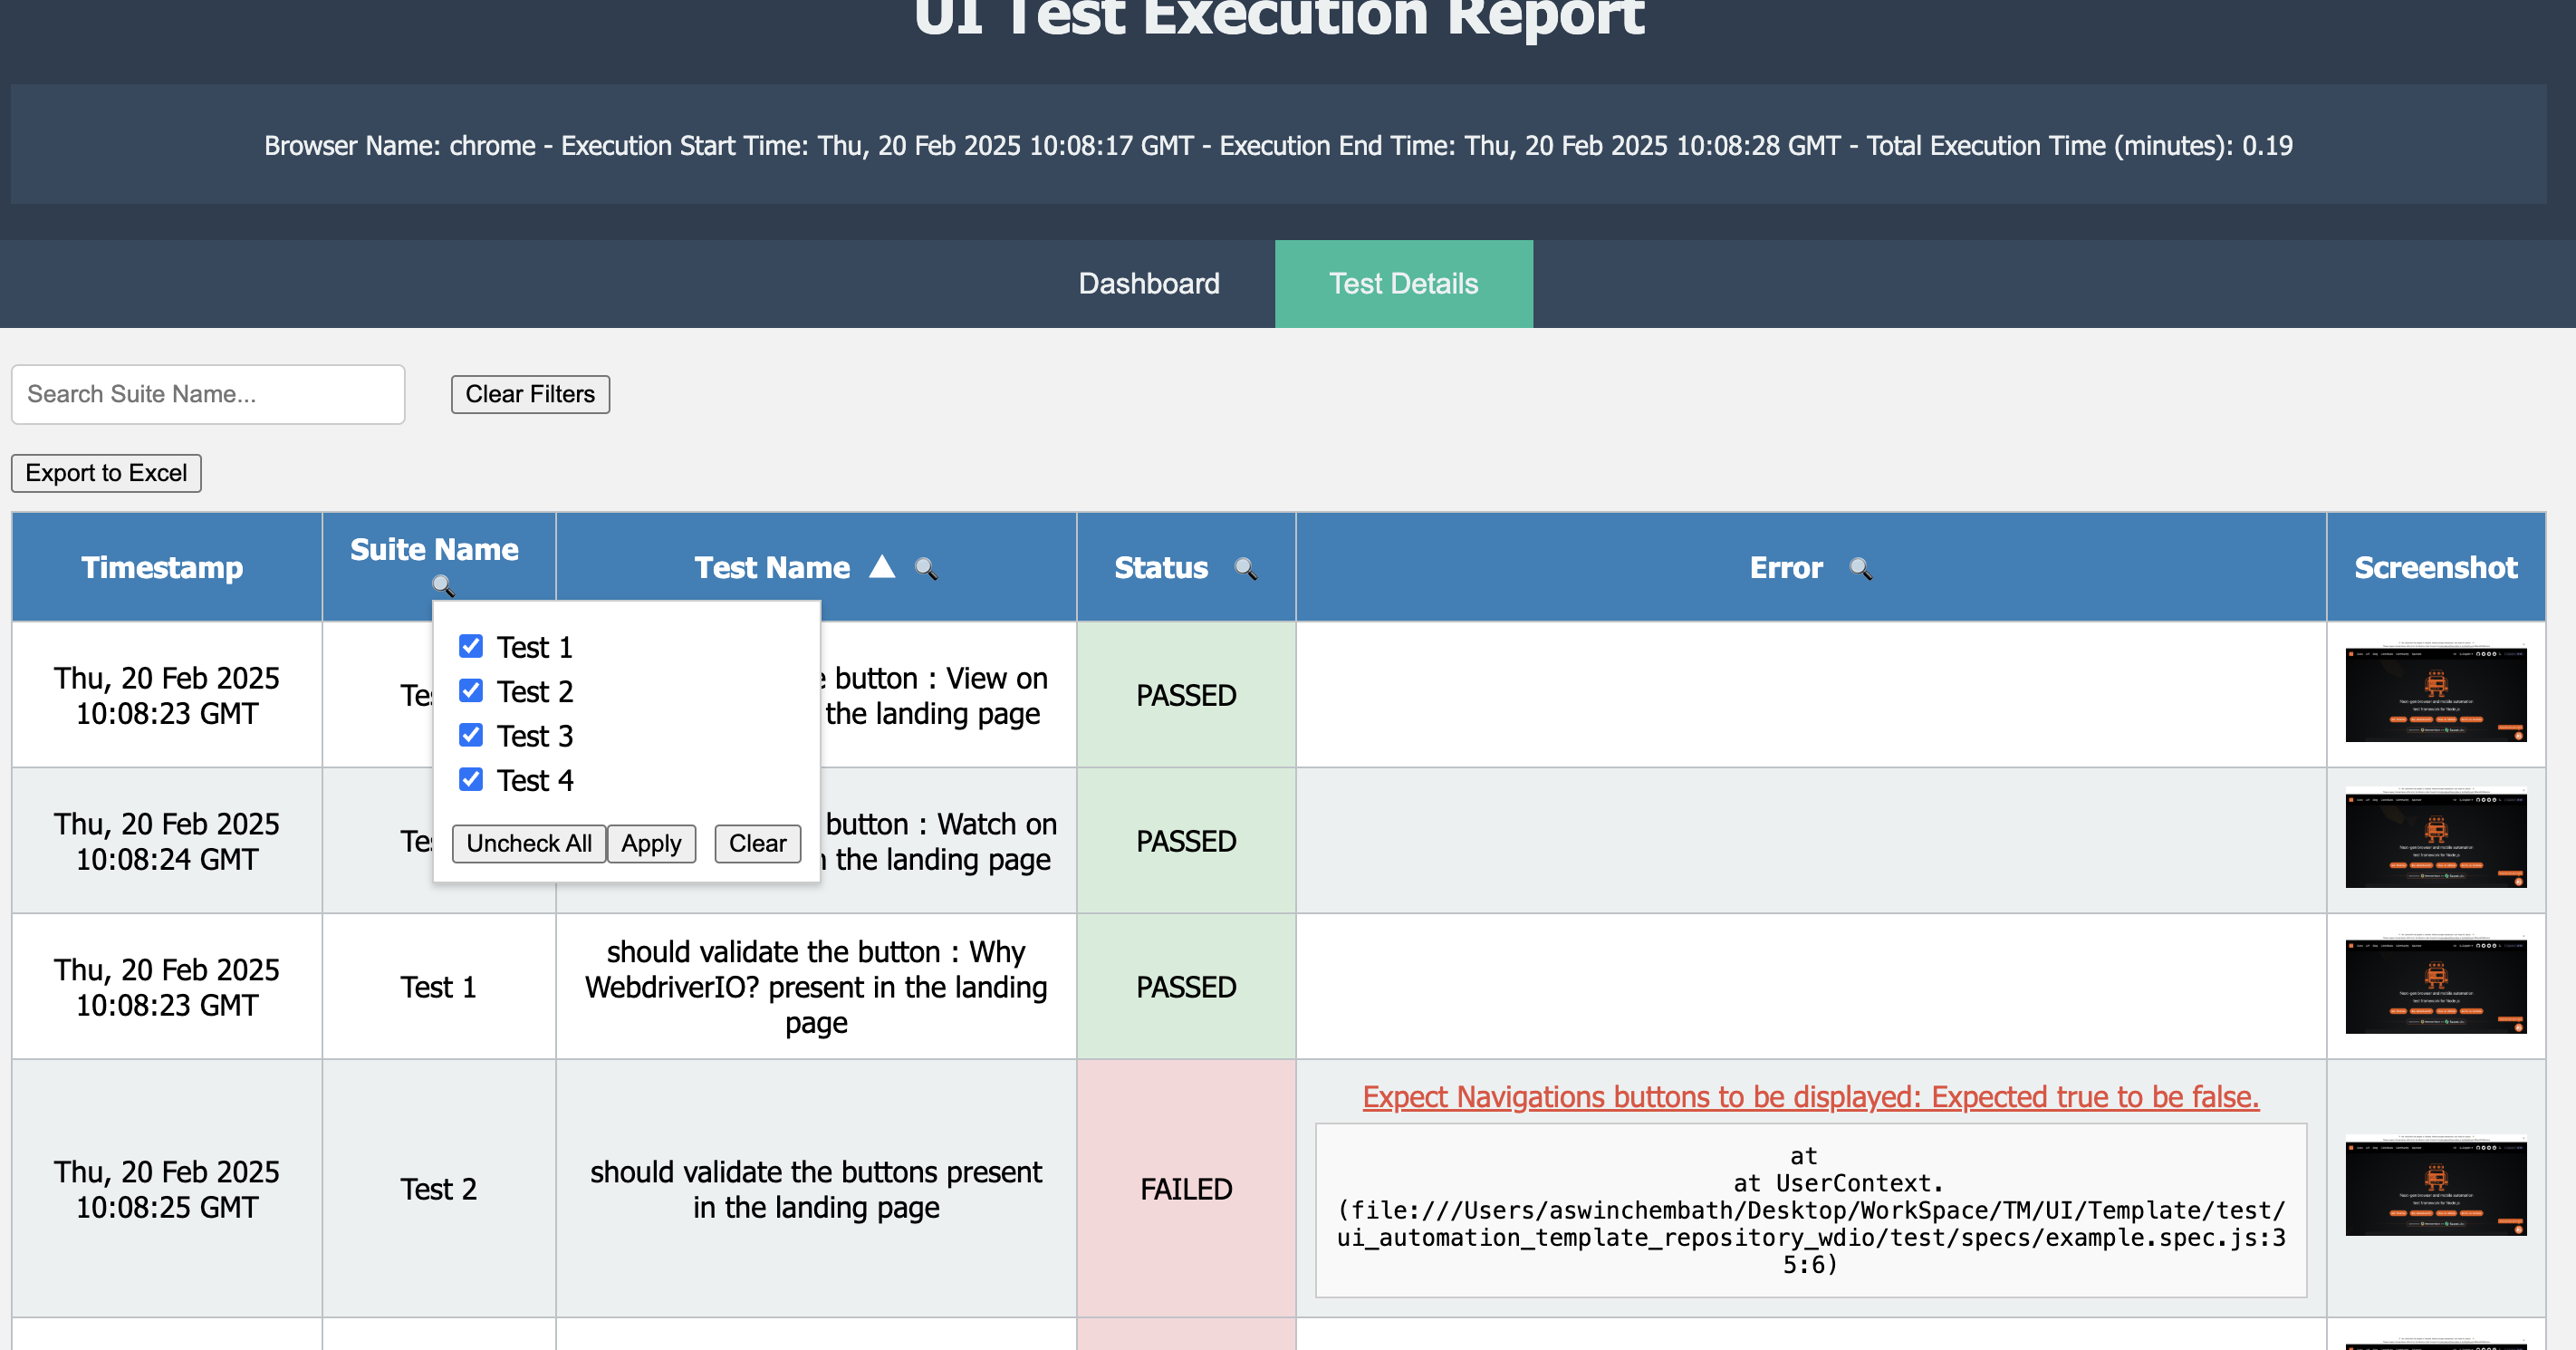 UI Test Execution Report
Browser Name: chrome - Execution Start Time: Thu, 20 Feb 2025 10:08:17 GMT - Execution End Time: Thu, 20 Feb 2025 10:08:28 GMT - Total Execution Time (minutes): 0.19
Dashboard
Test Details
Search Suite Name...
Clear Filters
Export to Excel
Timestamp
Suite Name
Test Name
Status
Error
Screenshot
Test 1
Test 2
Test 3
Test 4
Uncheck All
Apply
Clear
Thu, 20 Feb 2025
10:08:23 GMT
button : View on
the landing page
PASSED
Thu, 20 Feb 2025
10:08:24 GMT
button : Watch on
the landing page
PASSED
Thu, 20 Feb 2025
10:08:23 GMT
Test 1
should validate the button : Why
WebdriverIO? present in the landing
page
PASSED
Thu, 20 Feb 2025
10:08:25 GMT
Test 2
should validate the buttons present
in the landing page
FAILED
Expect Navigations buttons to be displayed: Expected true to be false.
at
at UserContext.
(file:///Users/aswinchembath/Desktop/WorkSpace/TM/UI/Template/test/
ui_automation_template_repository_wdio/test/specs/example.spec.js:3
5:6)